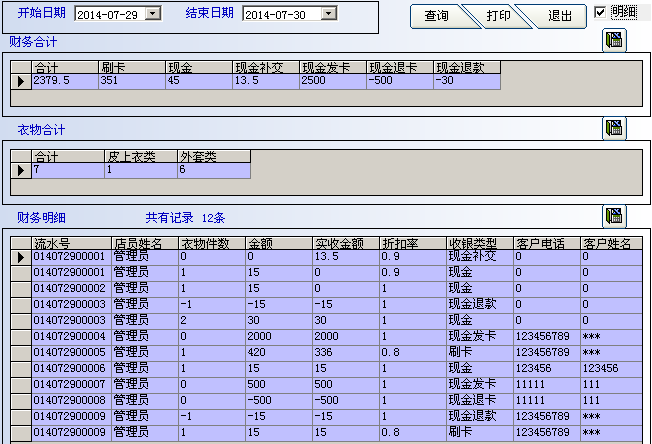 开始日期 2014-07-29 结束日期 2014-07-30 查询 打印 退出 明细
财务合计
合计 刷卡 现金 现金补交 现金发卡 现金退卡 现金退款
2379.5 351 45 13.5 2500 -500 -30
衣物合计
合计 皮上衣类 外套类
7 1 6
财务明细 共有记录 12条
流水号 店员姓名 衣物件数 金额 实收金额 折扣率 收银类型 客户电话 客户姓名
014072900001 管理员 0 0 13.5 0.9 现金补交 0 0
014072900001 管理员 1 15 0 0.9 现金 0 0
014072900002 管理员 1 15 0 1 现金 0 0
014072900003 管理员 -1 -15 -15 1 现金退款 0 0
014072900003 管理员 2 30 30 1 现金 0 0
014072900004 管理员 0 2000 2000 1 现金发卡 123456789 ***
014072900005 管理员 1 420 336 0.8 刷卡 123456789 ***
014072900006 管理员 1 15 15 1 现金 123456 123456
014072900007 管理员 0 500 500 1 现金发卡 11111 111
014072900008 管理员 0 -500 -500 1 现金退卡 11111 111
014072900009 管理员 -1 -15 -15 1 现金退款 123456789 ***
014072900009 管理员 1 15 15 0.8 刷卡 123456789 ***